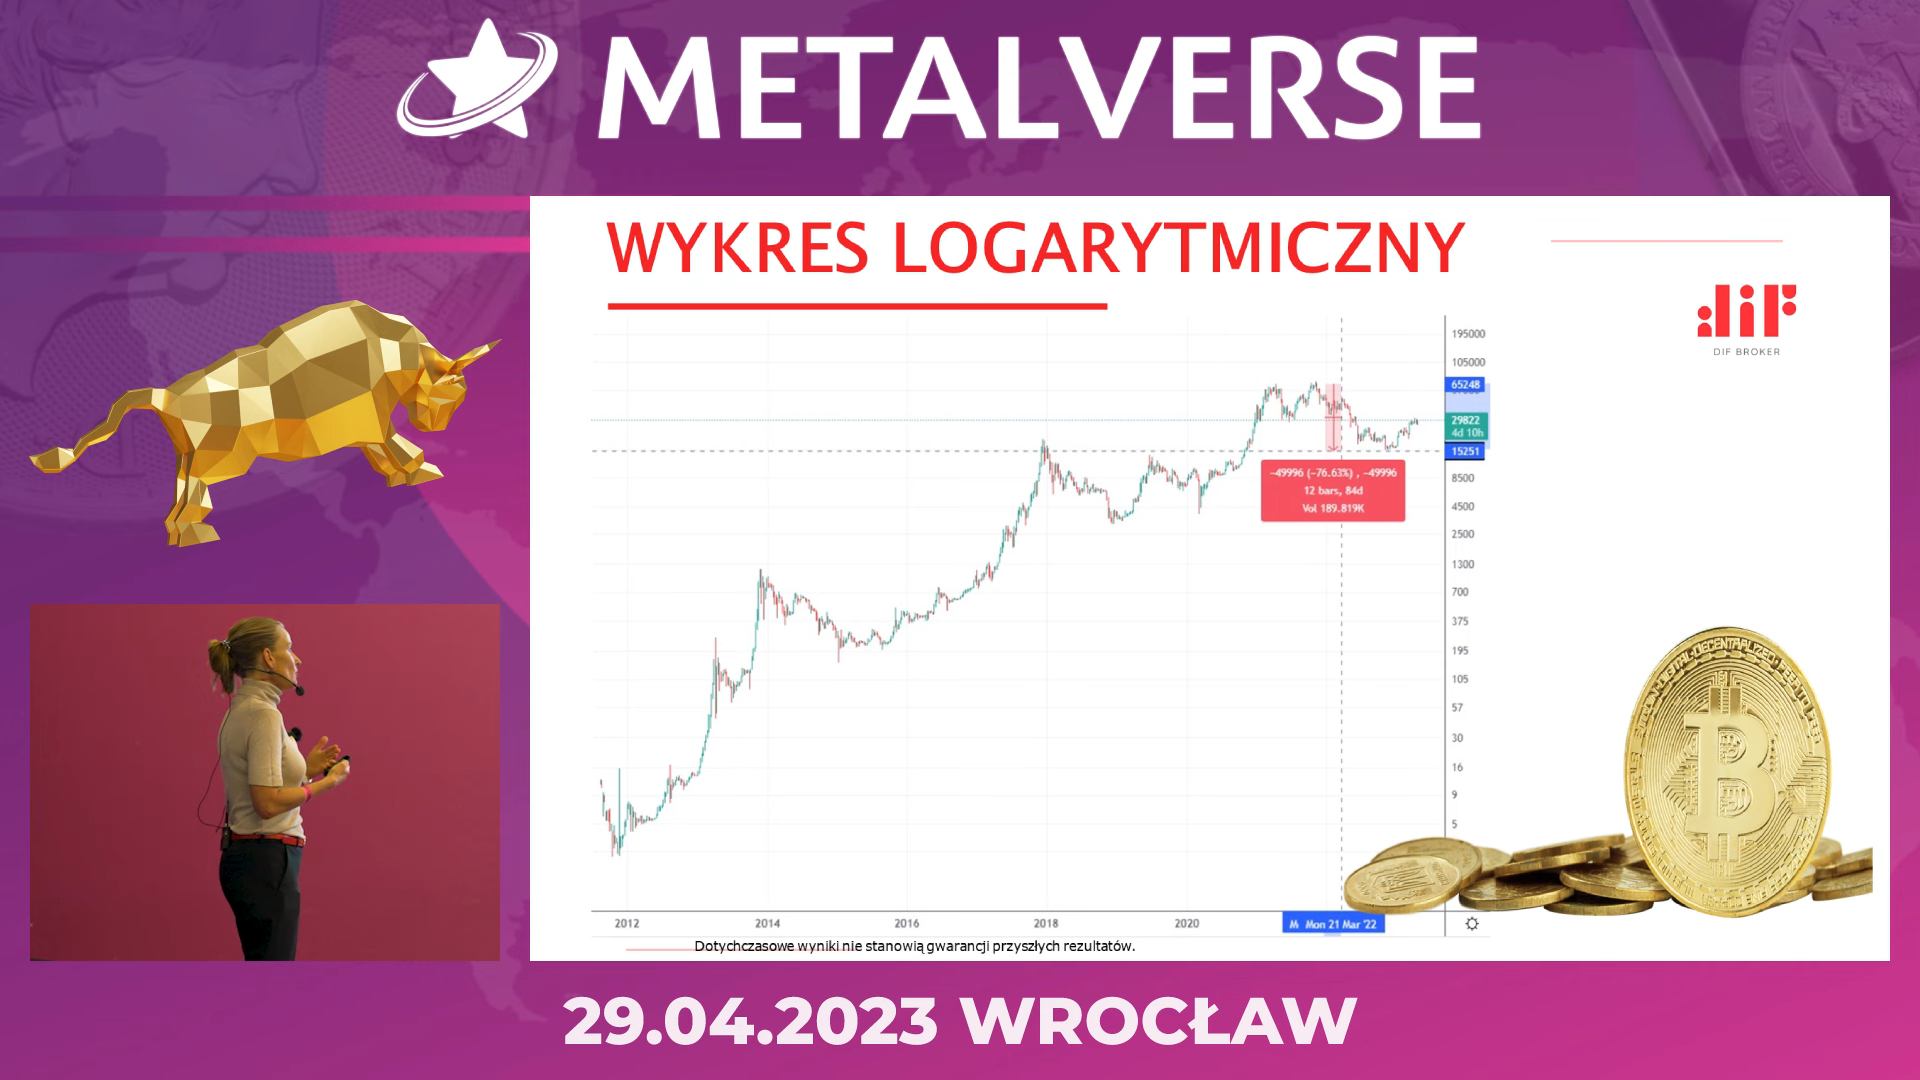 METALVERSE
WYKRES LOGARYTMICZNY
DIF BROKER
195000
105000
65248
29822
4d 10h
15251
8500
4500
2500
1300
700
375
195
105
57
30
16
9
5
-49996 (-76.63%) , -49996
12 bars, 84d
Vol 189.819K
2012
2014
2016
2018
2020
M Mon 21 Mar '22
Dotychczasowe wyniki nie stanowią gwarancji przyszłych rezultatów.
29.04.2023 WROCŁAW